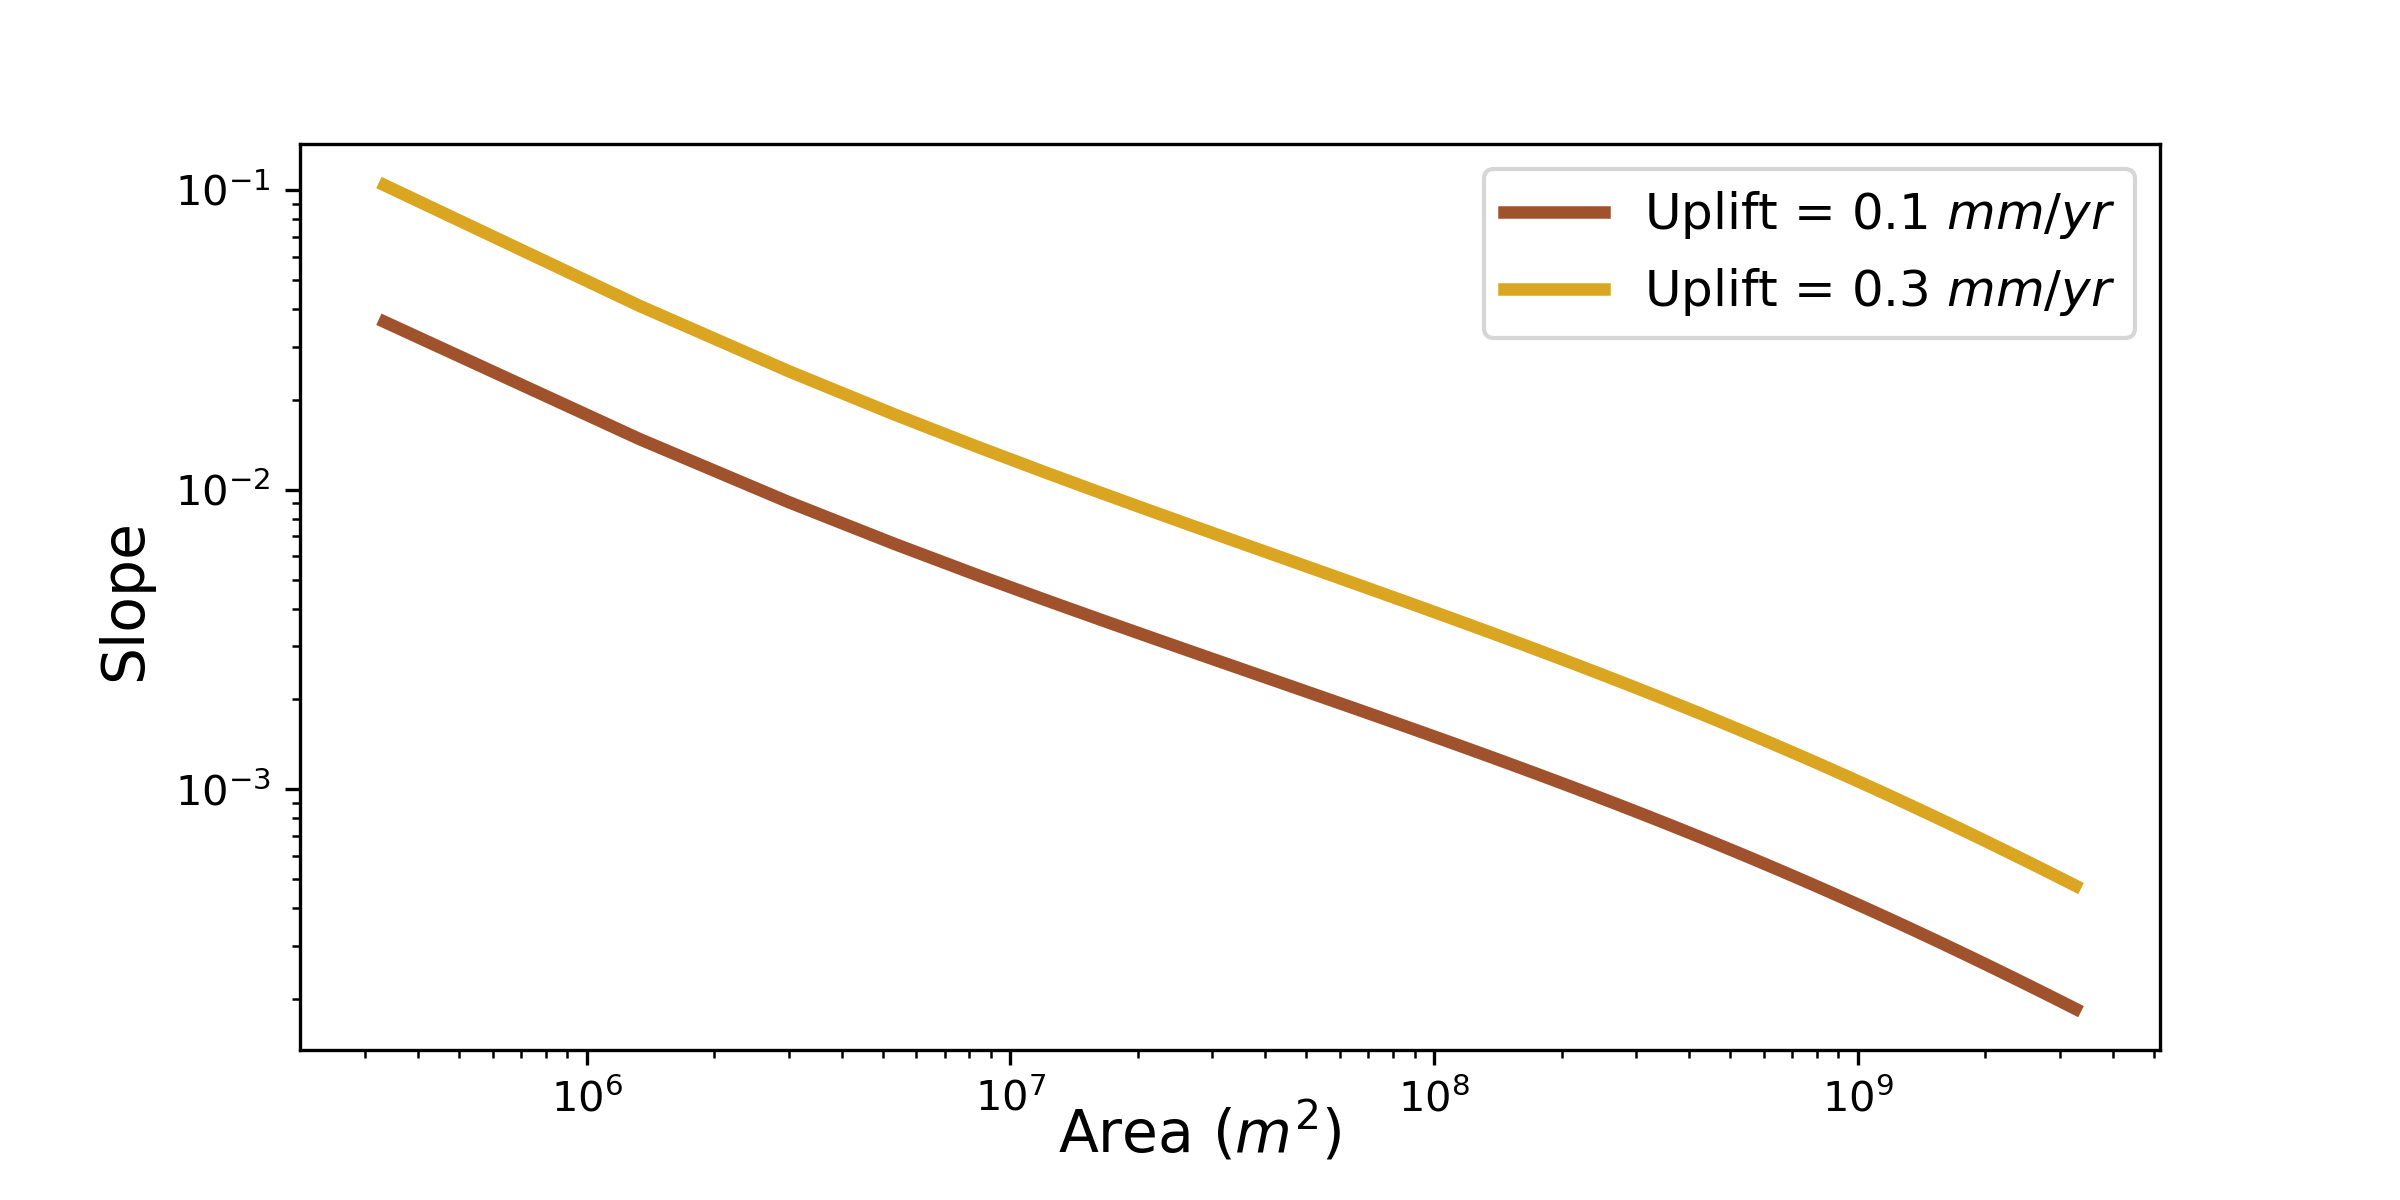 Uplift = 0.1 mm/yr
Uplift = 0.3 mm/yr
10⁻¹
10⁻²
10⁻³
Slope
10⁶ 10⁷ 10⁸ 10⁹
Area (m²)